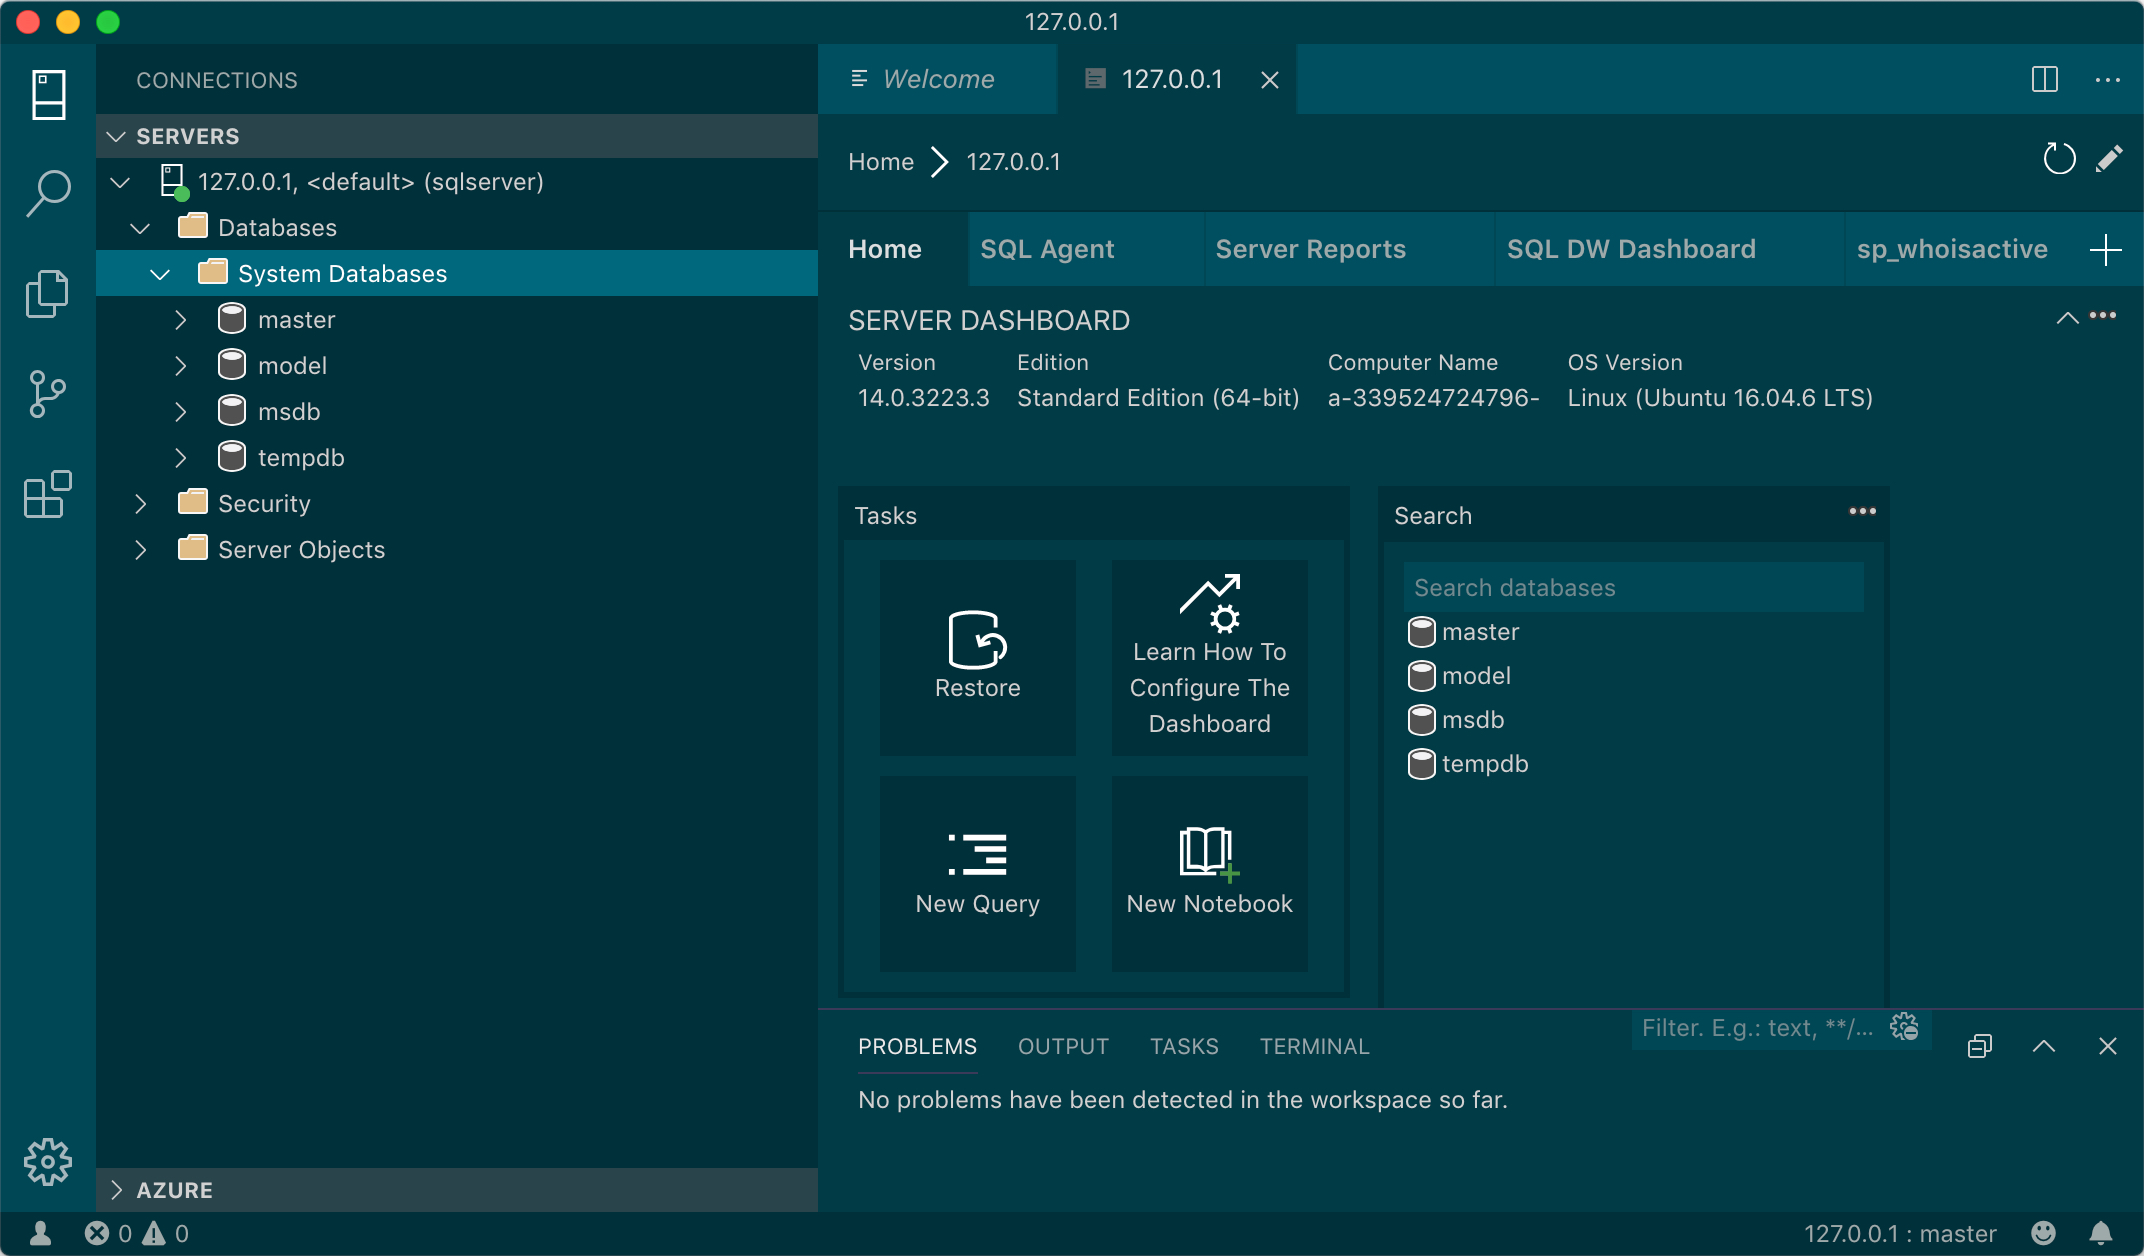 127.0.0.1
CONNECTIONS
SERVERS
127.0.0.1, <default> (sqlserver)
Databases
System Databases
master
model
msdb
tempdb
Security
Server Objects
AZURE
Welcome
127.0.0.1
Home 127.0.0.1
Home SQL Agent Server Reports SQL DW Dashboard sp_whoisactive
SERVER DASHBOARD
Version Edition Computer Name OS Version
14.0.3223.3 Standard Edition (64-bit) a-339524724796- Linux (Ubuntu 16.04.6 LTS)
Tasks
Restore
Learn How To
Configure The
Dashboard
New Query
New Notebook
Search
Search databases
master
model
msdb
tempdb
PROBLEMS OUTPUT TASKS TERMINAL
Filter. E.g.: text, **/...
No problems have been detected in the workspace so far.
0 0
127.0.0.1 : master